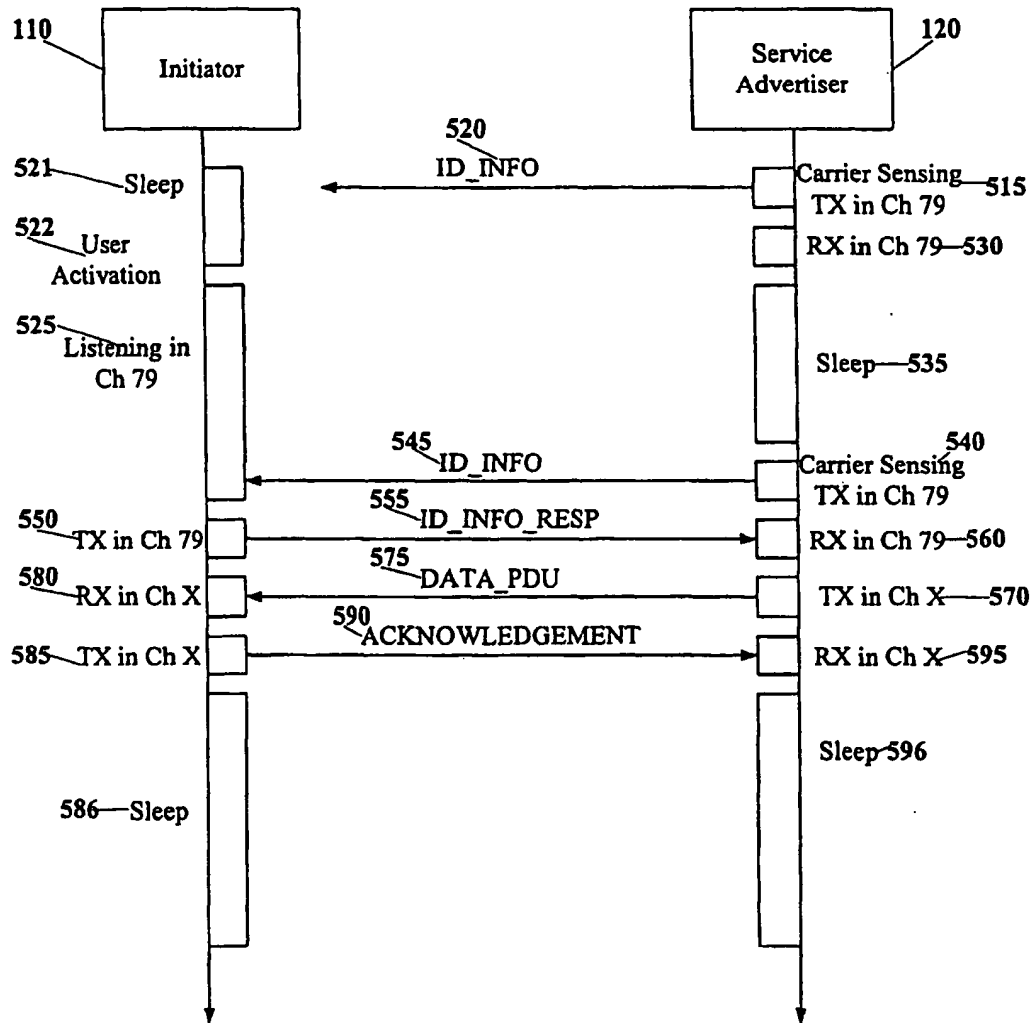 110
Initiator
Service
Advertiser
120
520
ID_INFO
521
Sleep
Carrier Sensing
TX in Ch 79
515
522
User
Activation
RX in Ch 79
530
525
Listening in
Ch 79
Sleep
535
545
ID_INFO
540
Carrier Sensing
TX in Ch 79
550
TX in Ch 79
555
ID_INFO_RESP
RX in Ch 79
560
580
RX in Ch X
575
DATA_PDU
TX in Ch X
570
590
ACKNOWLEDGEMENT
585
TX in Ch X
RX in Ch X
595
Sleep
596
586
Sleep